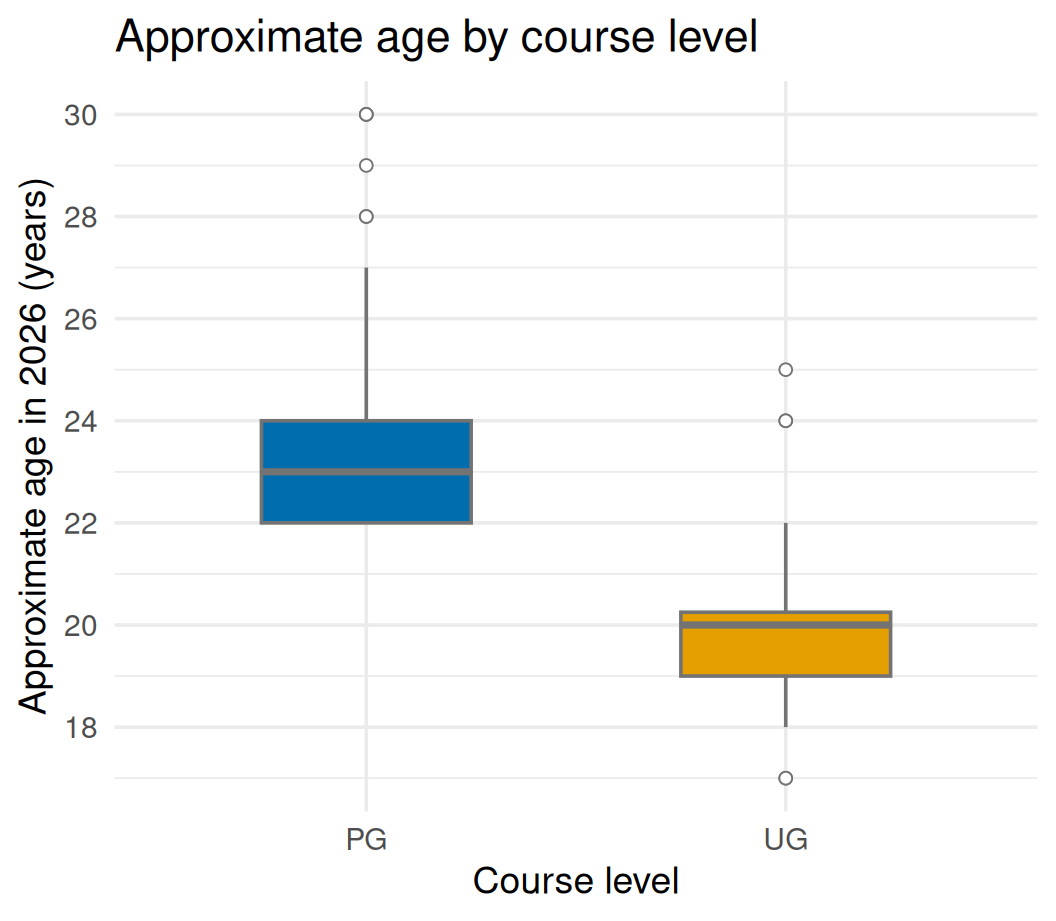 Approximate age by course level
Approximate age in 2026 (years)
30
28
26
24
22
20
18
PG
UG
Course level